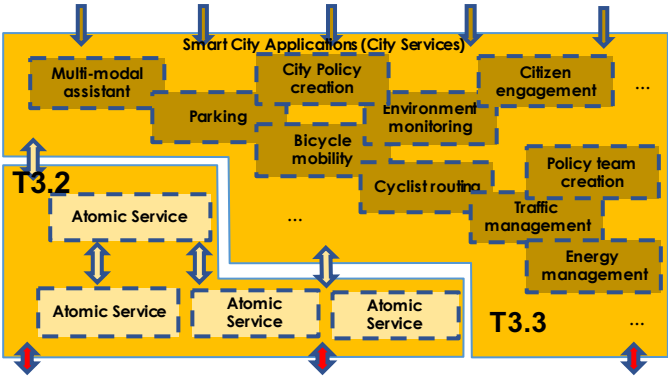 Smart City Applications (City Services)
Multi-modal
assistant
Parking
City Policy
creation
Environment
monitoring
Citizen
engagement
...
Bicycle
mobility
Cyclist routing
Policy team
creation
Traffic
management
Energy
management
...
T3.2
Atomic Service
Atomic Service
Atomic
Service
Atomic
Service
T3.3
...